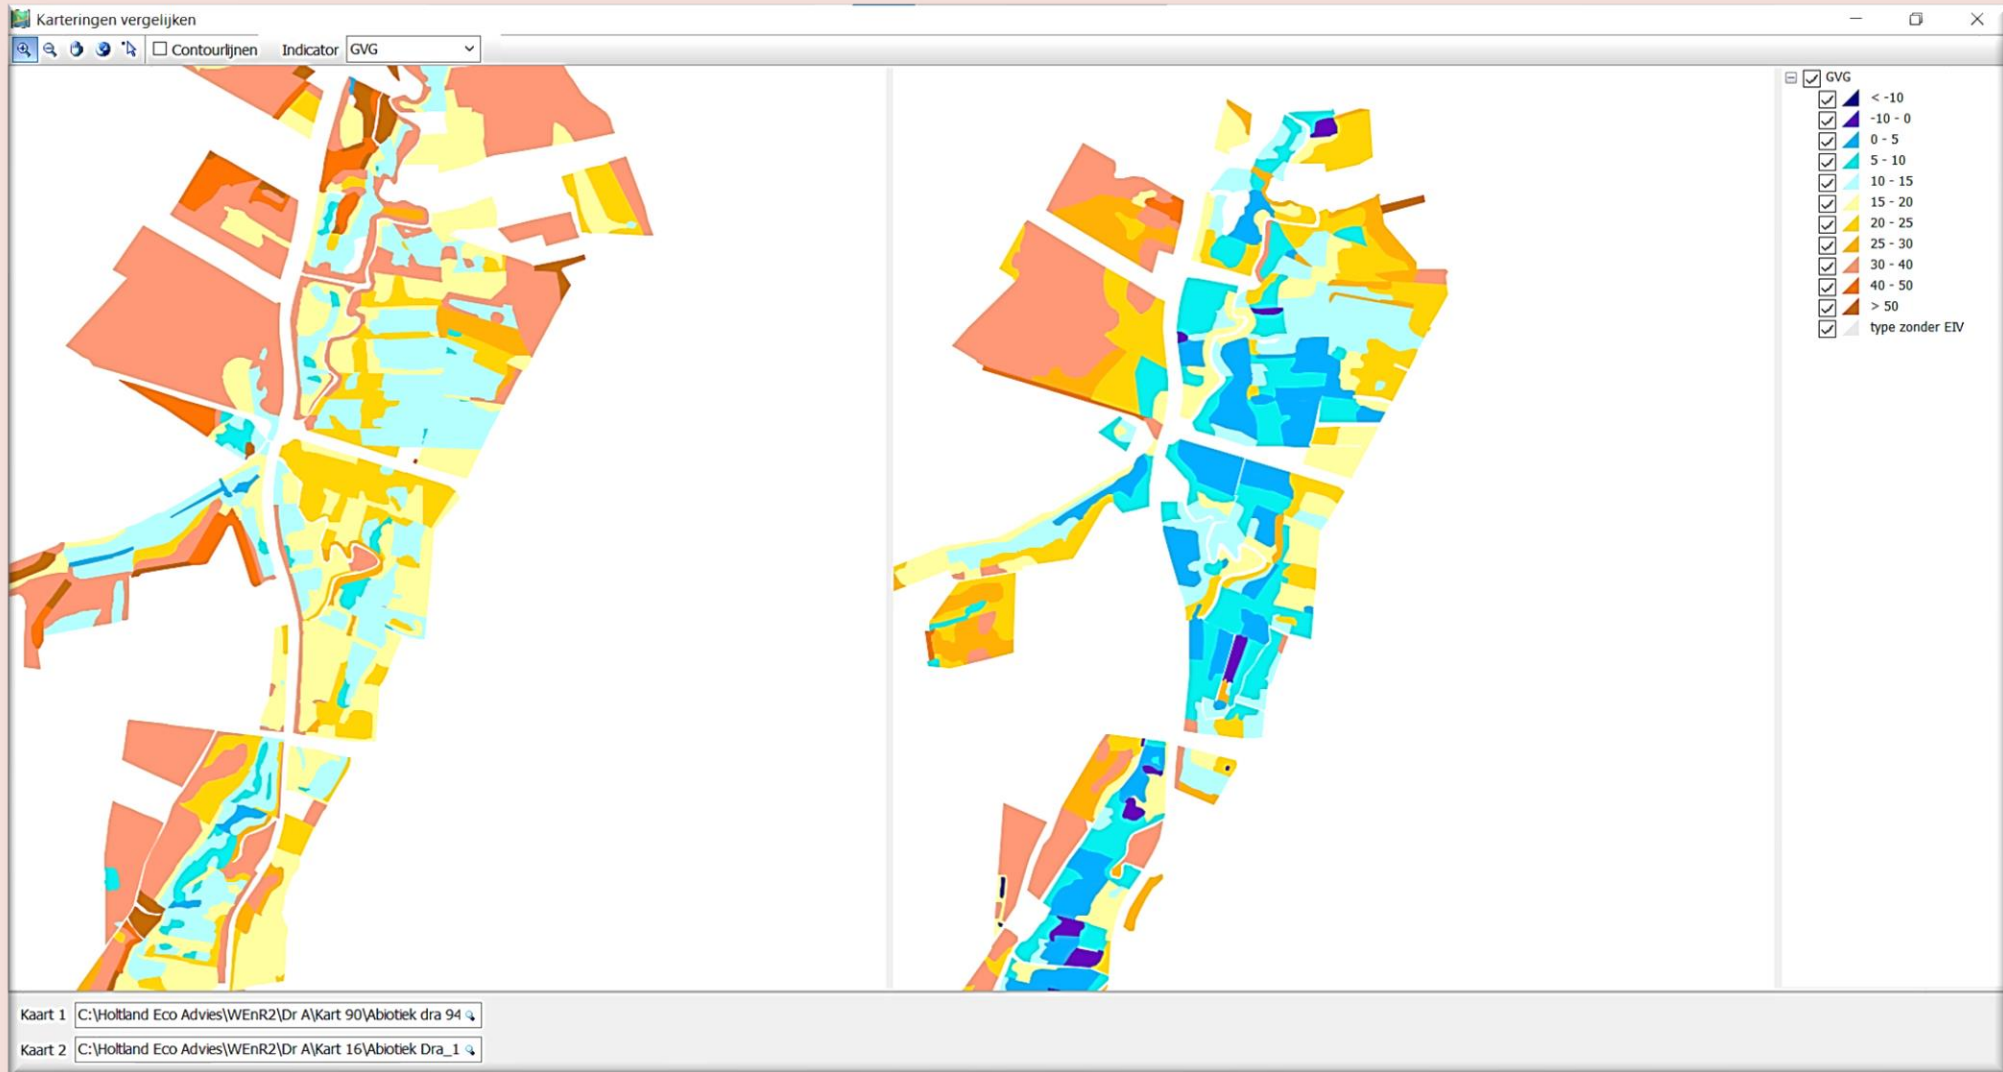 Karteringen vergelijken
Contourlijnen Indicator GVG
GVG
< -10
-10 - 0
0 - 5
5 - 10
10 - 15
15 - 20
20 - 25
25 - 30
30 - 40
40 - 50
> 50
type zonder EIV
Kaart 1 C:\Holtland Eco Advies\WEnR2\Dr A\Kart 90\Abiotiek dra 94
Kaart 2 C:\Holtland Eco Advies\WEnR2\Dr A\Kart 16\Abiotiek Dra_1